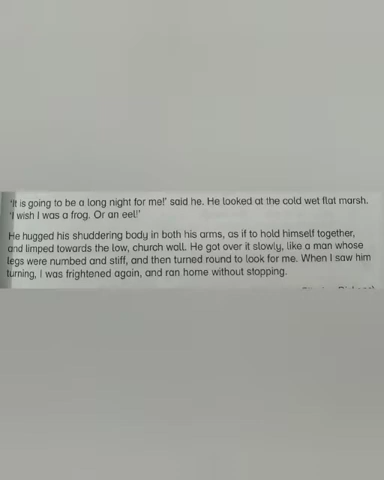 'It is going to be a long night for me!' said he. He looked at the cold wet flat marsh.
'I wish I was a frog. Or an eel!'
He hugged his shuddering body in both his arms, as if to hold himself together,
and limped towards the low, church wall. He got over it slowly, like a man whose
legs were numbed and stiff, and then turned round to look for me. When I saw him
turning, I was frightened again, and ran home without stopping.